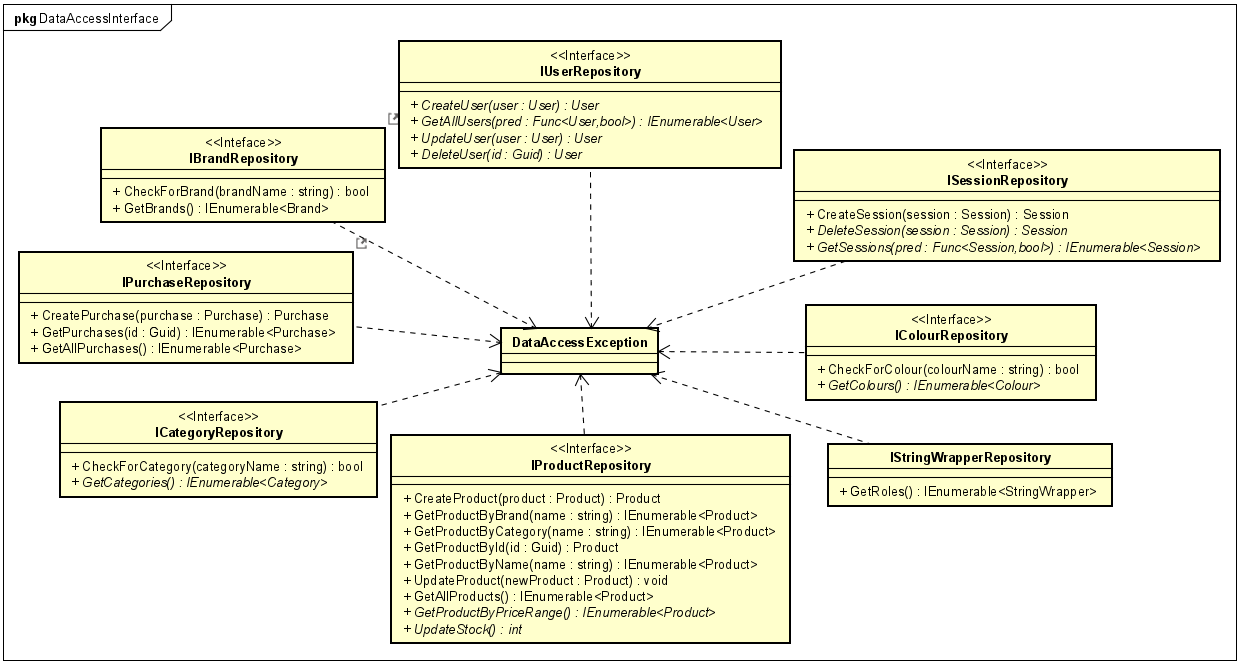 pkg DataAccessInterface
<<Interface>>
IUserRepository
+ CreateUser(user : User) : User
+ GetAllUsers(pred : Func<User,bool>) : IEnumerable<User>
+ UpdateUser(user : User) : User
+ DeleteUser(id : Guid) : User
<<Inteface>>
IBrandRepository
+ CheckForBrand(brandName : string) : bool
+ GetBrands() : IEnumerable<Brand>
<<Interface>>
ISessionRepository
+ CreateSession(session : Session) : Session
+ DeleteSession(session : Session) : Session
+ GetSessions(pred : Func<Session,bool>) : IEnumerable<Session>
<<Interface>>
IPurchaseRepository
+ CreatePurchase(purchase : Purchase) : Purchase
+ GetPurchases(id : Guid) : IEnumerable<Purchase>
+ GetAllPurchases() : IEnumerable<Purchase>
DataAccessException
<<Interface>>
IColourRepository
+ CheckForColour(colourName : string) : bool
+ GetColours() : IEnumerable<Colour>
<<Interface>>
ICategoryRepository
+ CheckForCategory(categoryName : string) : bool
+ GetCategories() : IEnumerable<Category>
<<Interface>>
IProductRepository
+ CreateProduct(product : Product) : Product
+ GetProductByBrand(name : string) : IEnumerable<Product>
+ GetProductByCategory(name : string) : IEnumerable<Product>
+ GetProductById(id : Guid) : Product
+ GetProductByName(name : string) : IEnumerable<Product>
+ UpdateProduct(newProduct : Product) : void
+ GetAllProducts() : IEnumerable<Product>
+ GetProductByPriceRange() : IEnumerable<Product>
+ UpdateStock() : int
IStringWrapperRepository
+ GetRoles() : IEnumerable<StringWrapper>